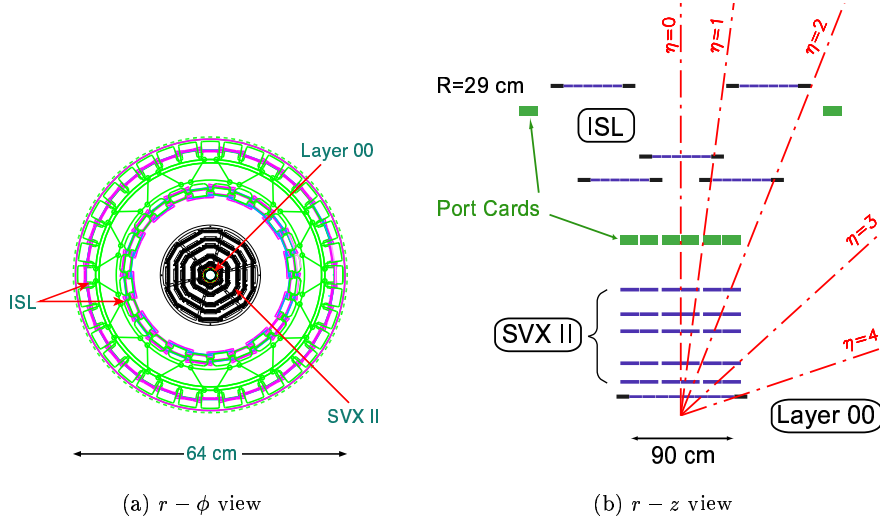 Layer 00
ISL
SVX II
64 cm
(a) r − ϕ view
η=0
η=1
η=2
R=29 cm
ISL
Port Cards
η=3
SVX II
η=4
Layer 00
90 cm
(b) r − z view